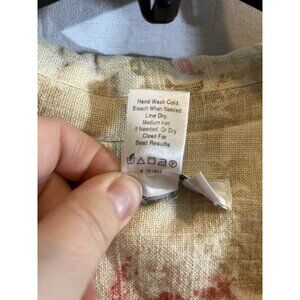 Hand Wash Cold.
Bleach When Needed
Line Dry.
Medium Iron
If Needed. Or Dry
Clean For
Best Results.